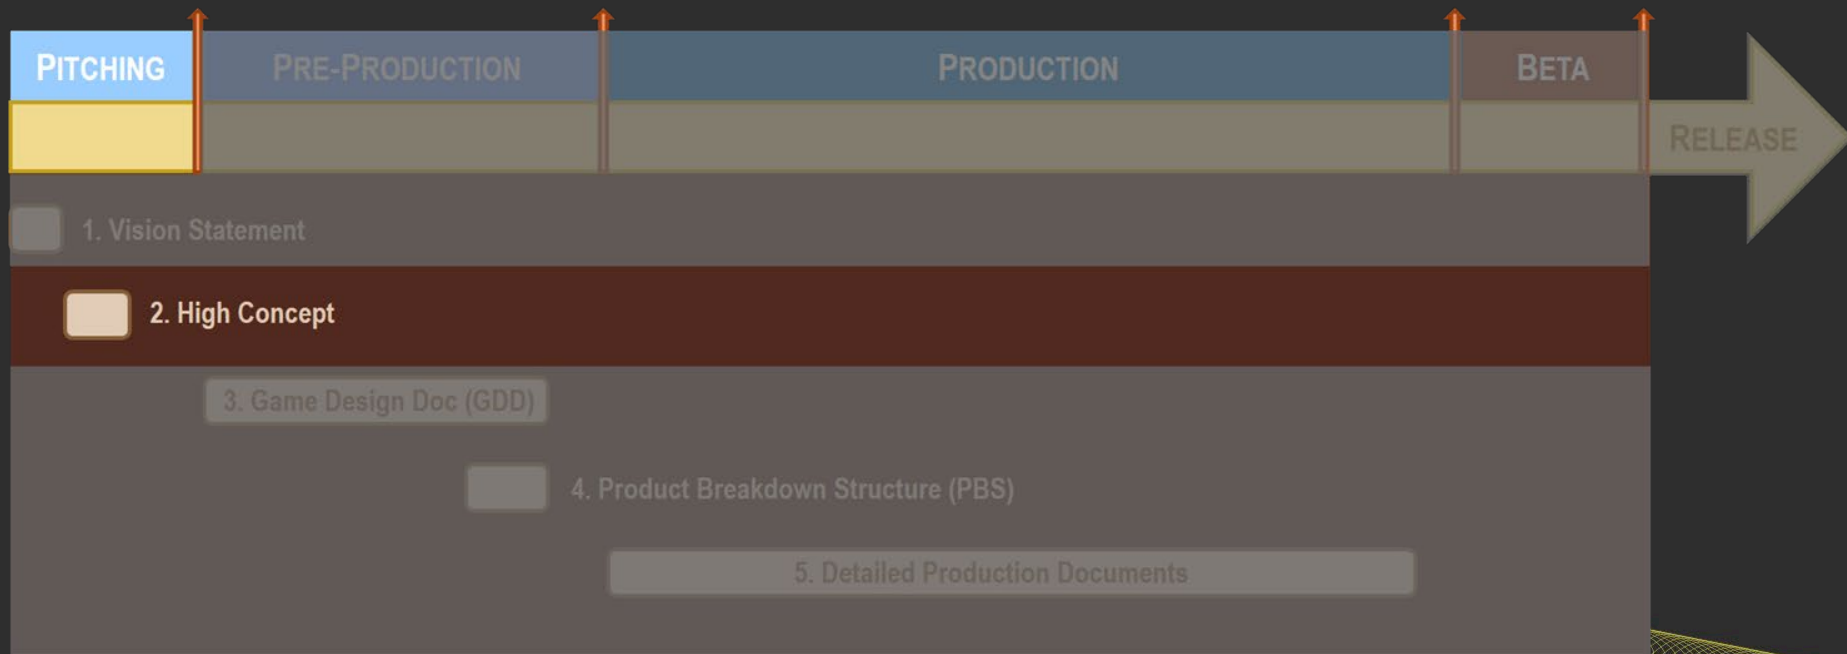 PITCHING
PRE-PRODUCTION
PRODUCTION
BETA
RELEASE
1. Vision Statement
2. High Concept
3. Game Design Doc (GDD)
4. Product Breakdown Structure (PBS)
5. Detailed Production Documents